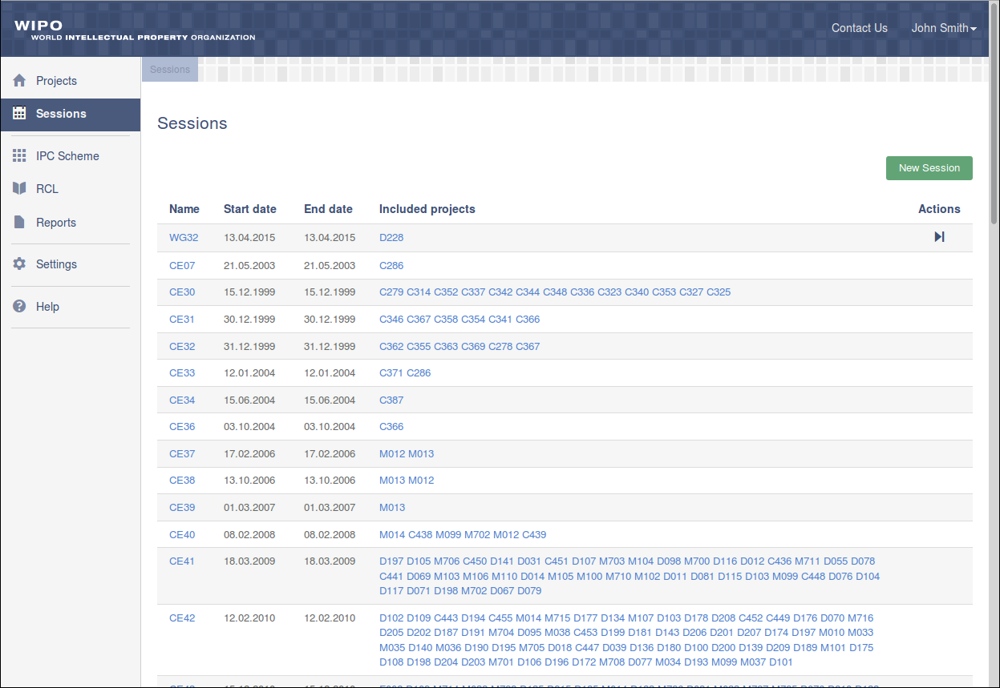 WIPO
WORLD INTELLECTUAL PROPERTY ORGANIZATION
Contact Us John Smith
Projects
Sessions
IPC Scheme
RCL
Reports
Settings
Help
Sessions
Sessions
New Session
Name Start date End date Included projects Actions
WG32 13.04.2015 13.04.2015 D228
CE07 21.05.2003 21.05.2003 C286
CE30 15.12.1999 15.12.1999 C279 C314 C352 C337 C342 C344 C348 C336 C323 C340 C353 C327 C325
CE31 30.12.1999 30.12.1999 C346 C367 C358 C354 C341 C366
CE32 31.12.1999 31.12.1999 C362 C355 C363 C369 C278 C367
CE33 12.01.2004 12.01.2004 C371 C286
CE34 15.06.2004 15.06.2004 C387
CE36 03.10.2004 03.10.2004 C366
CE37 17.02.2006 17.02.2006 M012 M013
CE38 13.10.2006 13.10.2006 M013 M012
CE39 01.03.2007 01.03.2007 M013
CE40 08.02.2008 08.02.2008 M014 C438 M099 M702 M012 C439
CE41 18.03.2009 18.03.2009 D197 D105 M706 C450 D141 D031 C451 D107 M703 M104 D098 M700 D116 D012 C436 M711 D055 D078
C441 D069 M103 M106 M110 D014 M105 M100 M710 M102 D011 D081 D115 D103 M099 C448 D076 D104
D117 D071 D198 M702 D067 D079
CE42 12.02.2010 12.02.2010 D102 D109 C443 D194 C455 M014 M715 D177 D134 M107 D103 D178 D208 C452 C449 D176 D070 M716
D205 D202 D187 D191 M704 D095 M038 C453 D199 D181 D143 D206 D201 D207 D174 D197 M010 M033
M035 D140 M036 D190 D195 M705 D018 C447 D039 D136 D180 D100 D200 D139 D209 D189 M101 D175
D108 D198 D204 D203 M701 D106 D196 D172 M708 D077 M034 D193 M099 M037 D101